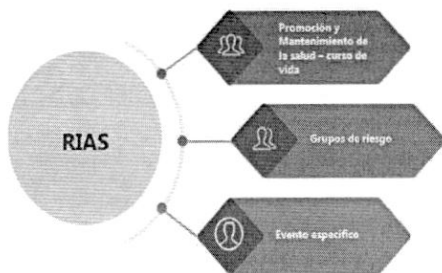 RIAS
Promoción y
Mantenimiento de
la salud – curso de
vida
Grupos de riesgo
Evento específico